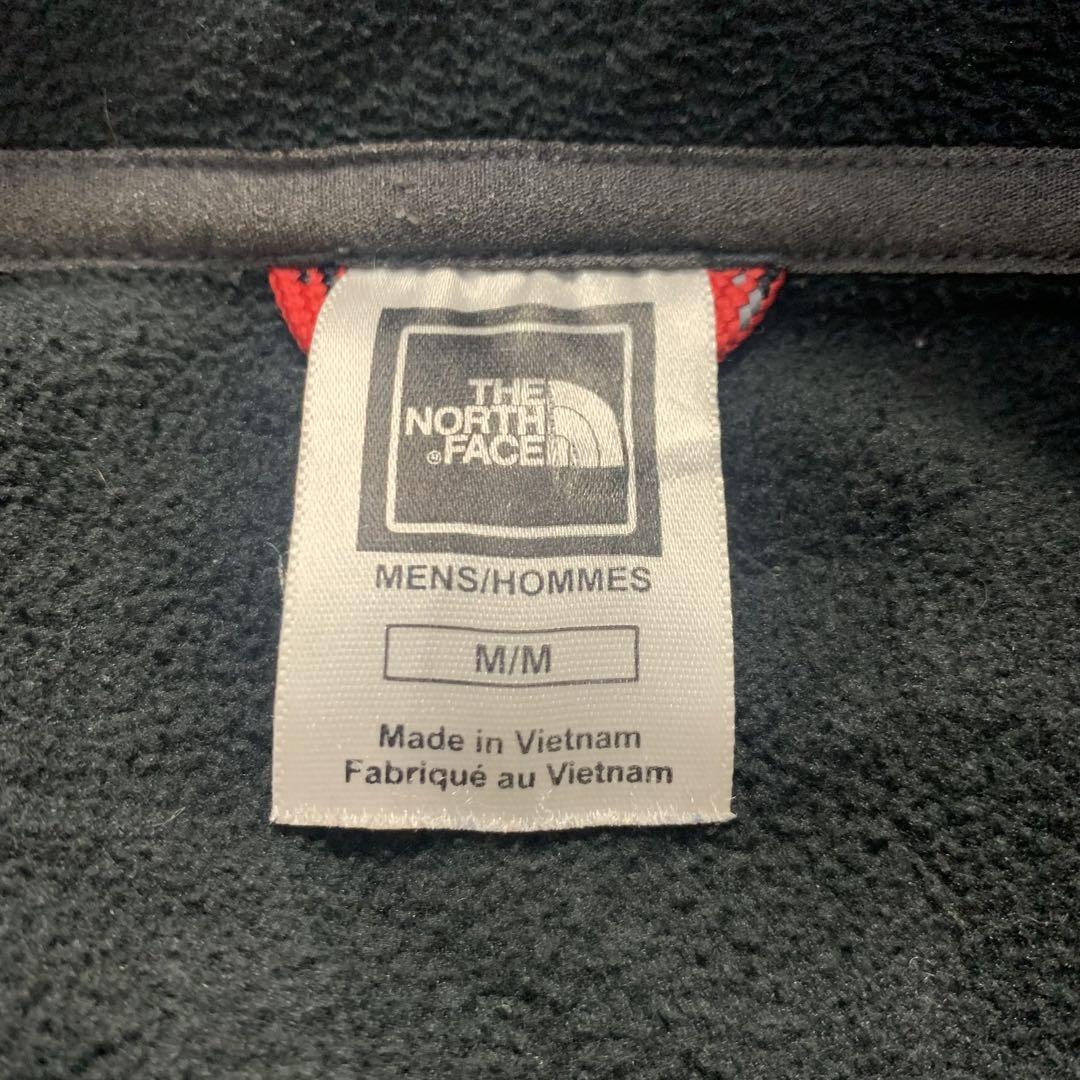 THE
NORTH
FACE
MENS/HOMMES
M/M
Made in Vietnam
Fabriqué au Vietnam